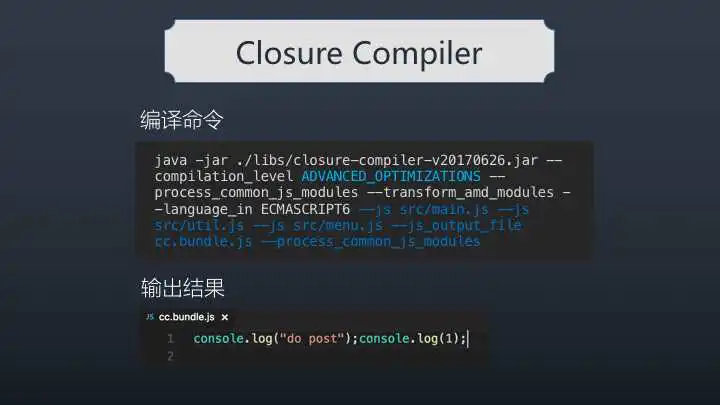 Closure Compiler
编译命令
java -jar ./libs/closure-compiler-v20170626.jar --
compilation_level ADVANCED_OPTIMIZATIONS --
process_common_js_modules --transform_amd_modules -
-language_in ECMASCRIPT6 --js src/main.js --js
src/util.js --js src/menu.js --js_output_file
cc.bundle.js --process_common_js_modules
输出结果
JS cc.bundle.js ×
1 console.log("do post");console.log(1);
2